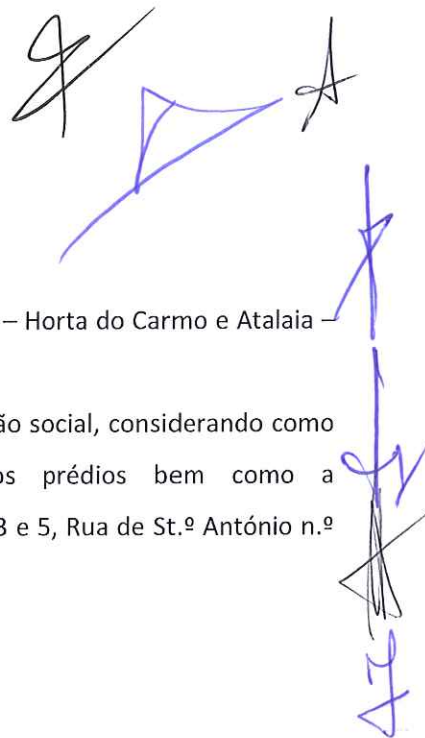 – Horta do Carmo e Atalaia –
ão social, considerando como
os prédios bem como a
3 e 5, Rua de St.º António n.º